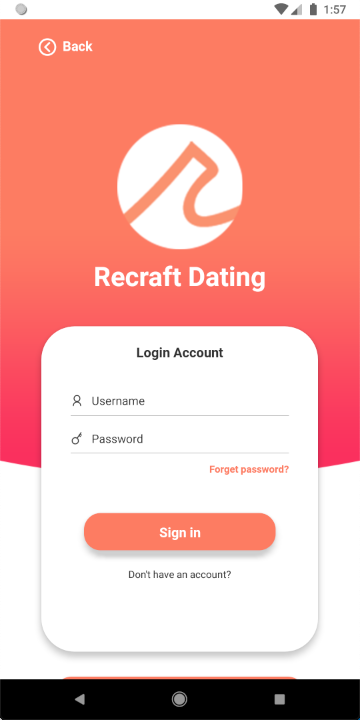 1:57
Back
Recraft Dating
Login Account
Username
Password
Forget password?
Sign in
Don't have an account?